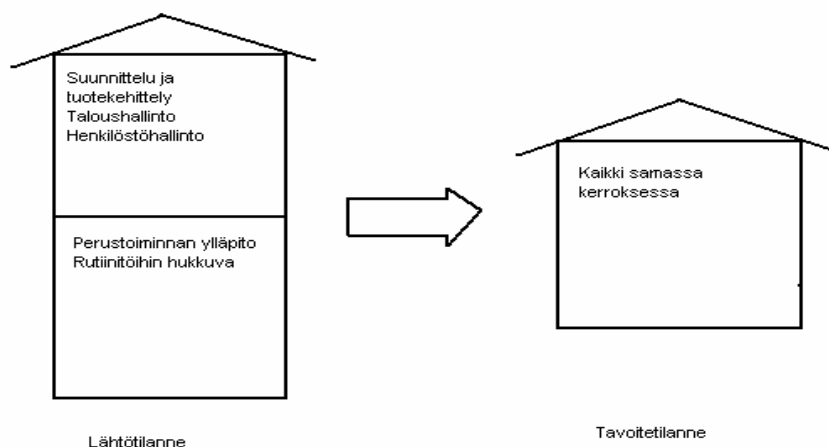 Suunnittelu ja
tuotekehittely
Taloushallinto
Henkilöstöhallinto
Perustoiminnan ylläpito
Rutiinitöihin hukkuva
Lähtötilanne
Kaikki samassa
kerroksessa
Tavoitetilanne